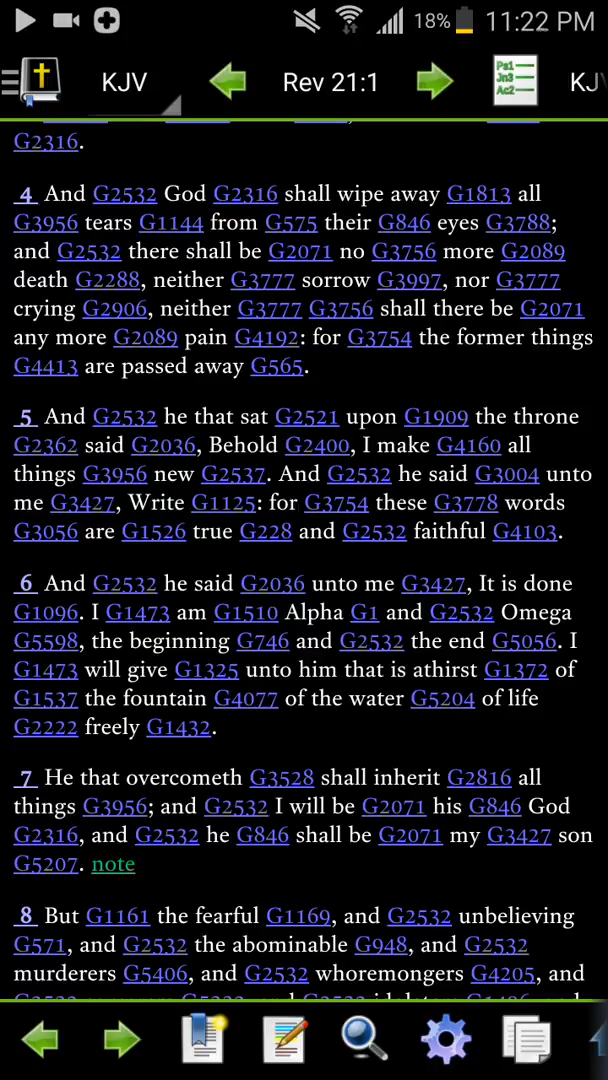 18% 11:22 PM
KJV Rev 21:1 Ps1 Jn3 Ac2 KJ
G2316.
4 And G2532 God G2316 shall wipe away G1813 all
G3956 tears G1144 from G575 their G846 eyes G3788;
and G2532 there shall be G2071 no G3756 more G2089
death G2288, neither G3777 sorrow G3997, nor G3777
crying G2906, neither G3777 G3756 shall there be G2071
any more G2089 pain G4192: for G3754 the former things
G4413 are passed away G565.
5 And G2532 he that sat G2521 upon G1909 the throne
G2362 said G2036, Behold G2400, I make G4160 all
things G3956 new G2537. And G2532 he said G3004 unto
me G3427, Write G1125: for G3754 these G3778 words
G3056 are G1526 true G228 and G2532 faithful G4103.
6 And G2532 he said G2036 unto me G3427, It is done
G1096. I G1473 am G1510 Alpha G1 and G2532 Omega
G5598, the beginning G746 and G2532 the end G5056. I
G1473 will give G1325 unto him that is athirst G1372 of
G1537 the fountain G4077 of the water G5204 of life
G2222 freely G1432.
7 He that overcometh G3528 shall inherit G2816 all
things G3956; and G2532 I will be G2071 his G846 God
G2316, and G2532 he G846 shall be G2071 my G3427 son
G5207. note
8 But G1161 the fearful G1169, and G2532 unbelieving
G571, and G2532 the abominable G948, and G2532
murderers G5406, and G2532 whoremongers G4205, and